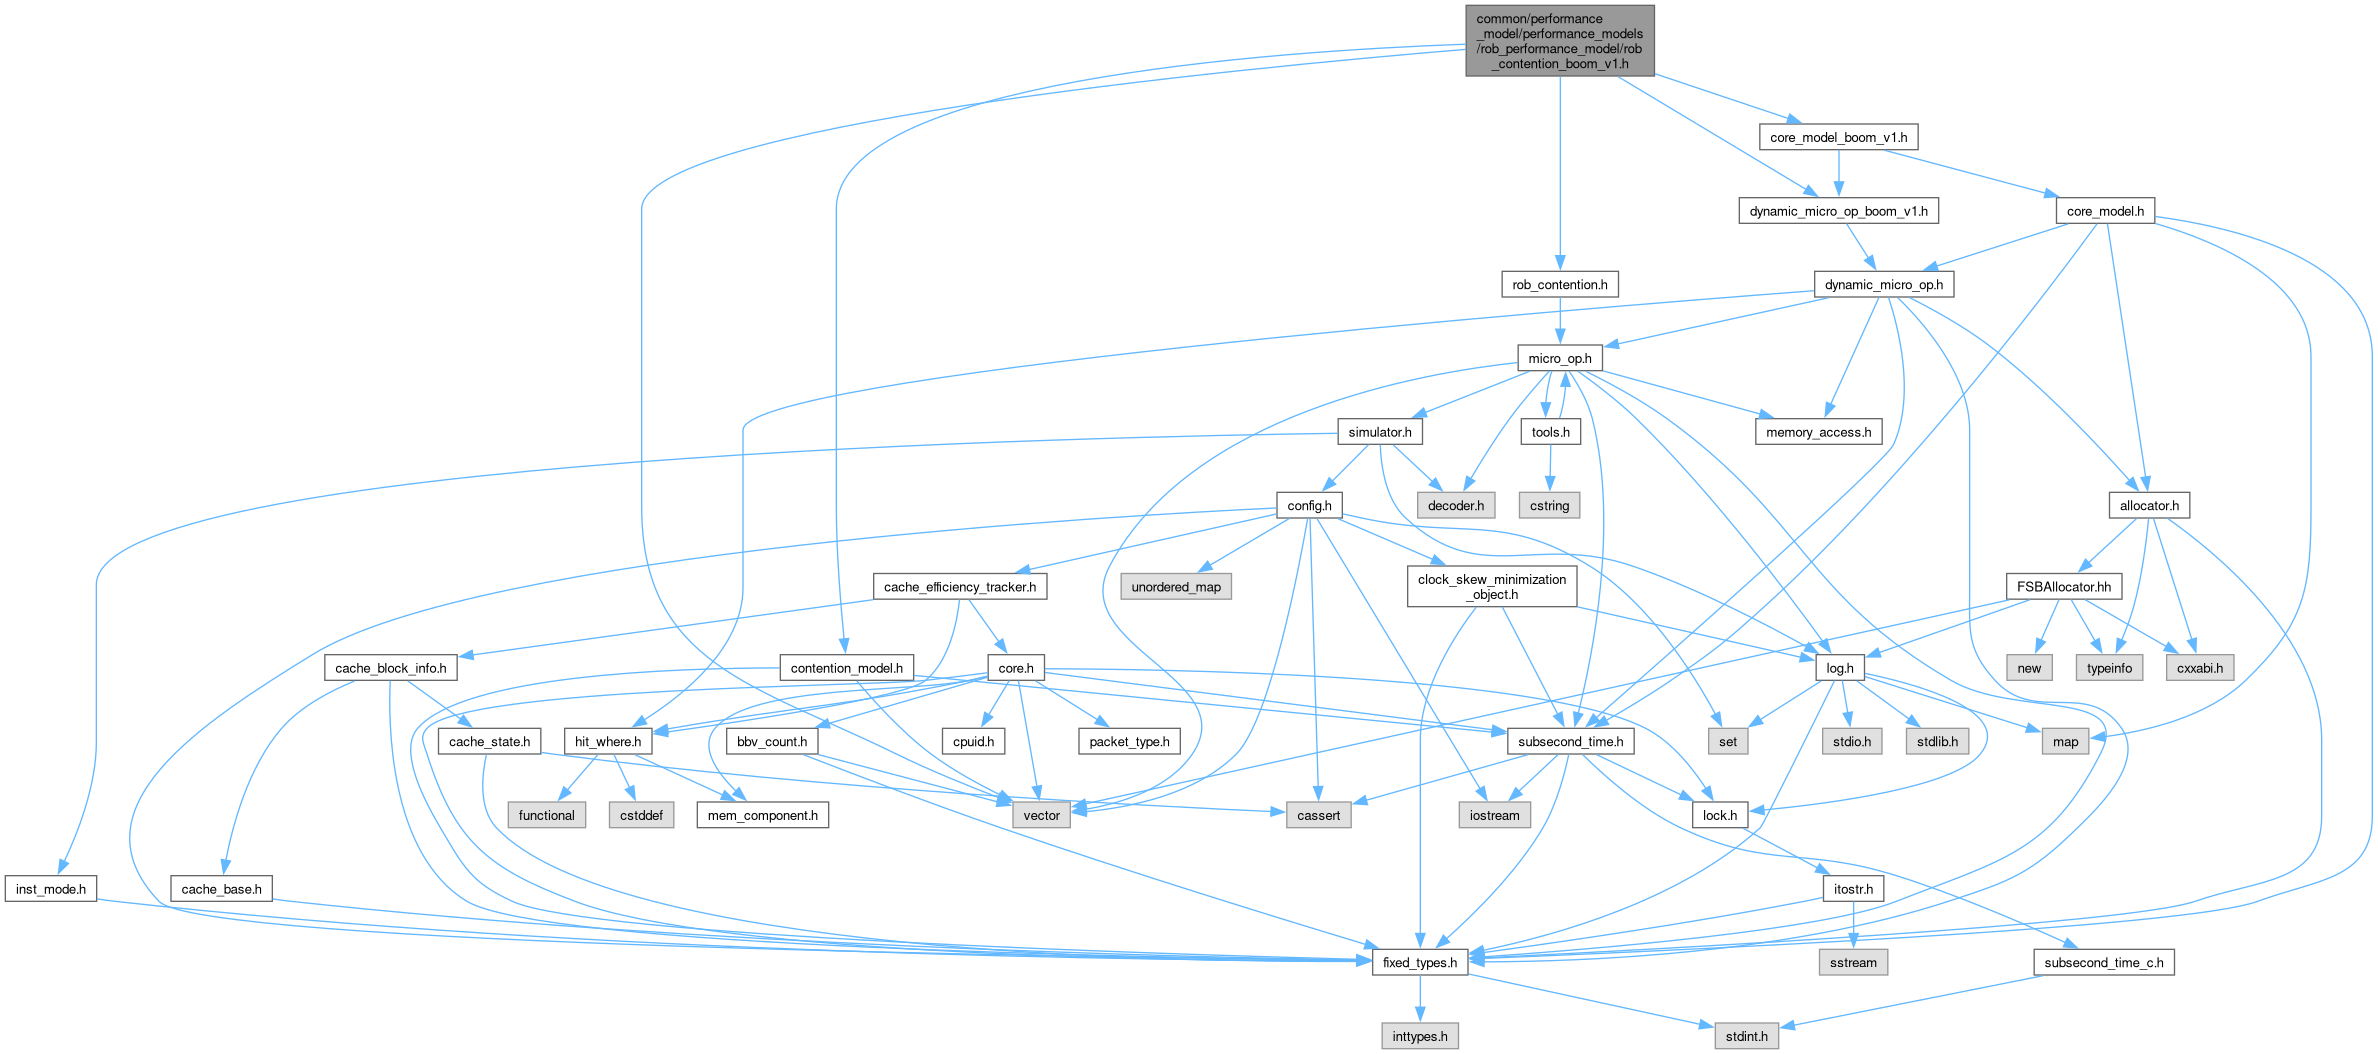 common/performance
_model/performance_models
/rob_performance_model/rob
_contention_boom_v1.h
core_model_boom_v1.h
dynamic_micro_op_boom_v1.h
core_model.h
rob_contention.h
dynamic_micro_op.h
micro_op.h
simulator.h
tools.h
memory_access.h
config.h
decoder.h
cstring
allocator.h
cache_efficiency_tracker.h
unordered_map
clock_skew_minimization
_object.h
FSBAllocator.hh
cache_block_info.h
contention_model.h
core.h
log.h
new
typeinfo
cxxabi.h
cache_state.h
hit_where.h
bbv_count.h
cpuid.h
packet_type.h
subsecond_time.h
set
stdio.h
stdlib.h
map
functional
cstddef
mem_component.h
vector
cassert
iostream
lock.h
inst_mode.h
cache_base.h
itostr.h
fixed_types.h
sstream
subsecond_time_c.h
inttypes.h
stdint.h